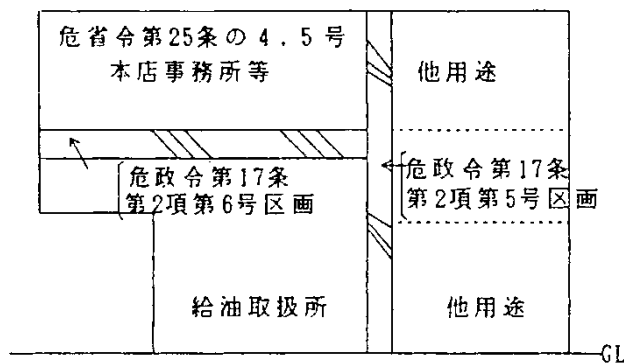 危省令第25条の4.5号
本店事務所等
他用途
危政令第17条
第2項第6号区画
危政令第17条
第2項第5号区画
給油取扱所
他用途
GL